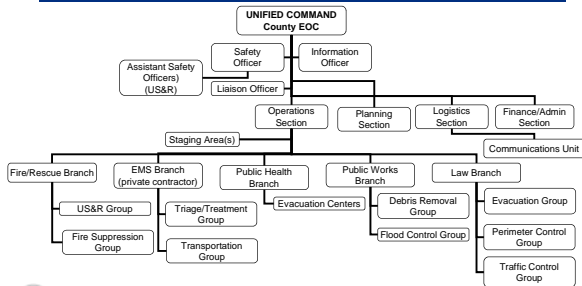 UNIFIED COMMAND
County EOC
Safety
Officer
Information
Officer
Assistant Safety
Officers)
(US&R)
Liaison Officer
Operations
Section
Planning
Section
Logistics
Section
Finance/Admin
Section
Staging Area(s)
Communications Unit
Fire/Rescue Branch
EMS Branch
(private contractor)
Public Health
Branch
Public Works
Branch
Law Branch
US&R Group
Fire Suppression
Group
Triage/Treatment
Group
Transportation
Group
Evacuation Centers
Debris Removal
Group
Flood Control Group
Evacuation Group
Perimeter Control
Group
Traffic Control
Group